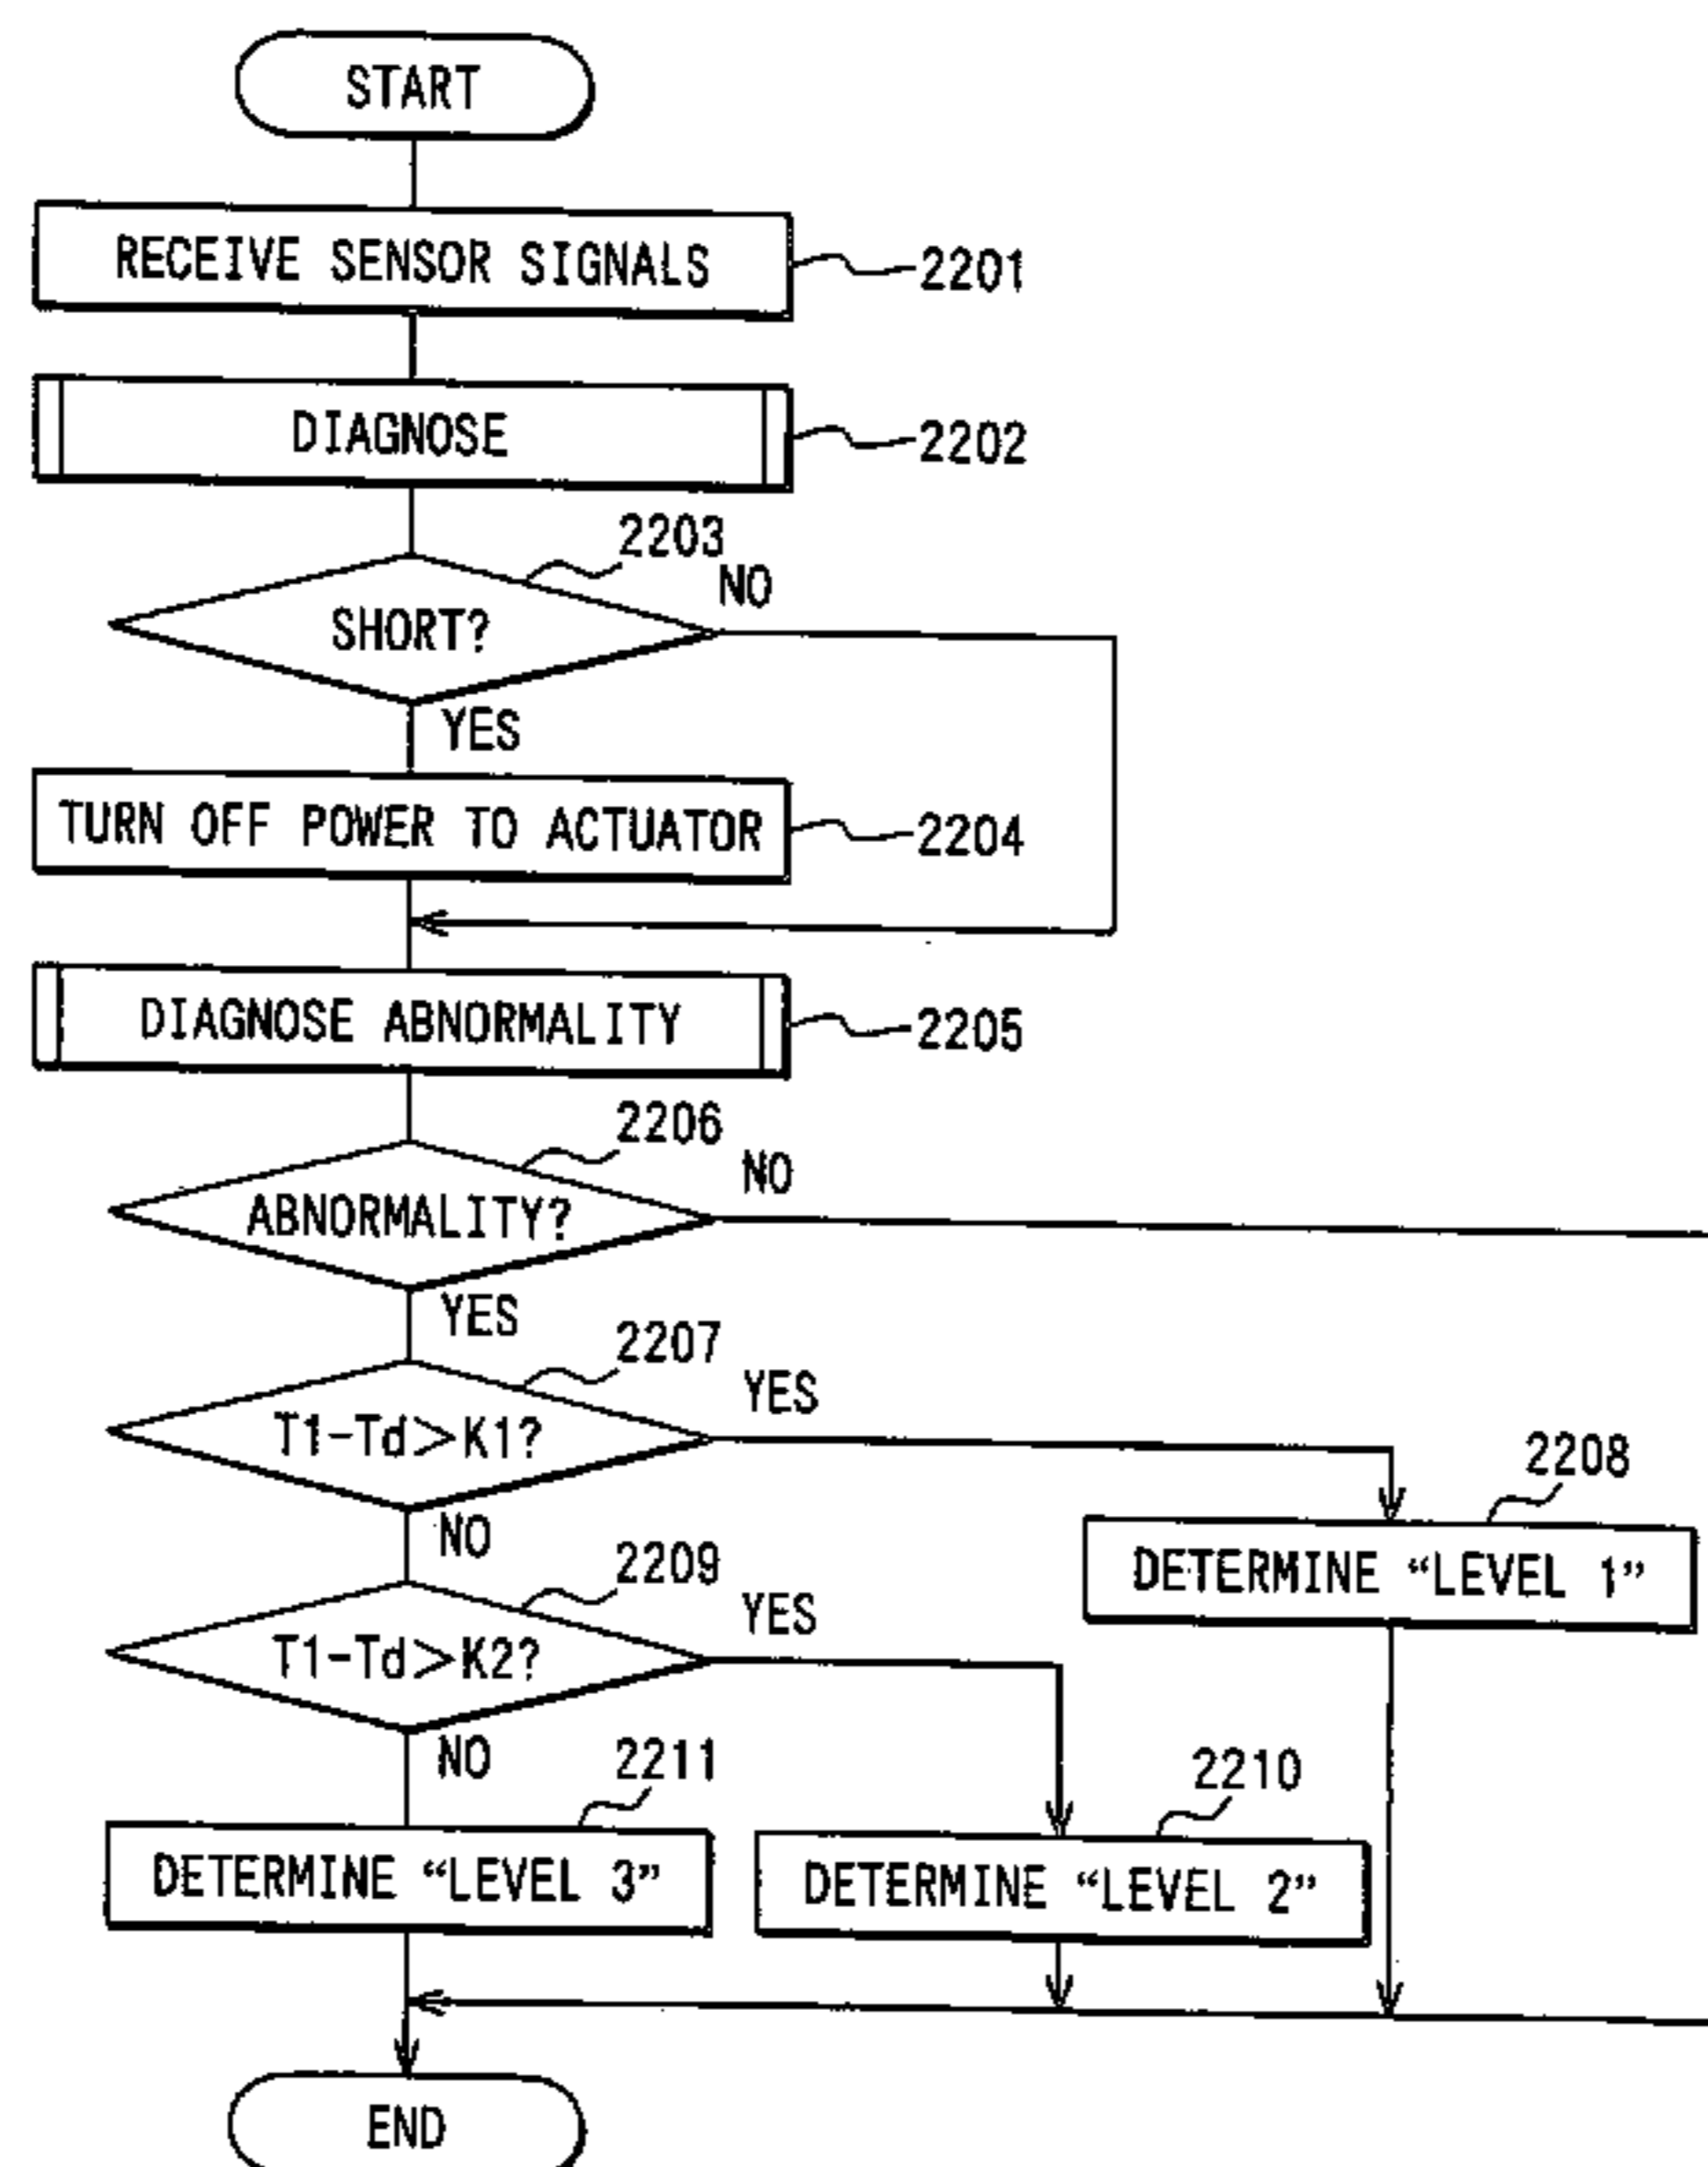 START
RECEIVE SENSOR SIGNALS
2201
DIAGNOSE
2202
2203
NO
SHORT?
YES
TURN OFF POWER TO ACTUATOR
2204
DIAGNOSE ABNORMALITY
2205
2206
NO
ABNORMALITY?
YES
2207
YES
T1-Td>K1?
NO
2208
DETERMINE “LEVEL 1”
2209
YES
T1-Td>K2?
NO
2211
2210
DETERMINE “LEVEL 3”
DETERMINE “LEVEL 2”
END